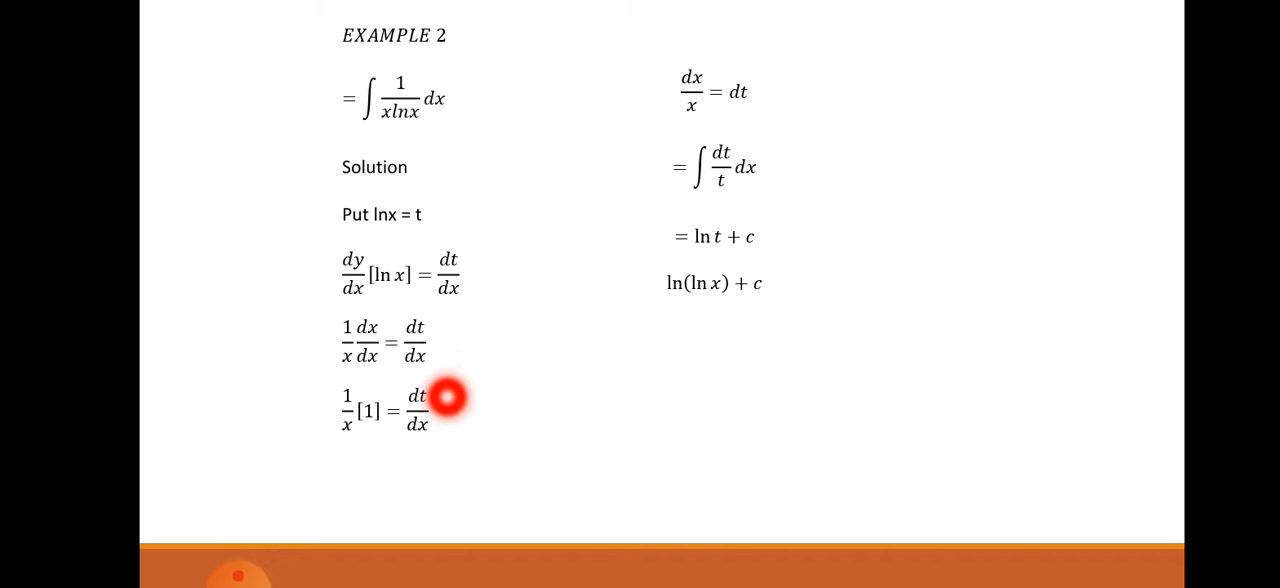 EXAMPLE 2
= ∫ 1/(xlnx) dx
Solution
Put lnx = t
dy/dx [ln x] = dt/dx
1/x dx/dx = dt/dx
1/x [1] = dt/dx
dx/x = dt
= ∫ dt/t dx
= ln t + c
ln(ln x) + c